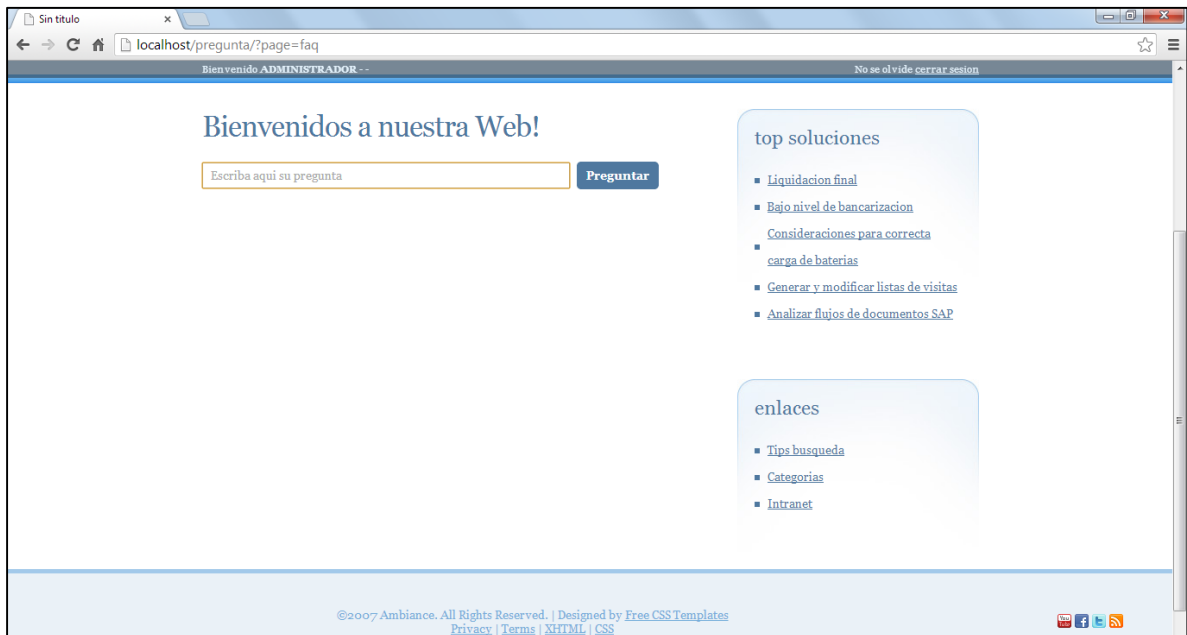 Sin titulo
localhost/pregunta/?page=faq
Bienvenido ADMINISTRADOR - -
No se olvide cerrar sesion
Bienvenidos a nuestra Web!
Escriba aqui su pregunta
Preguntar
top soluciones
Liquidacion final
Bajo nivel de bancarizacion
Consideraciones para correcta
carga de baterias
Generar y modificar listas de visitas
Analizar flujos de documentos SAP
enlaces
Tips busqueda
Categorias
Intranet
©2007 Ambiance. All Rights Reserved. | Designed by Free CSS Templates
Privacy | Terms | XHTML | CSS
You Tube f t